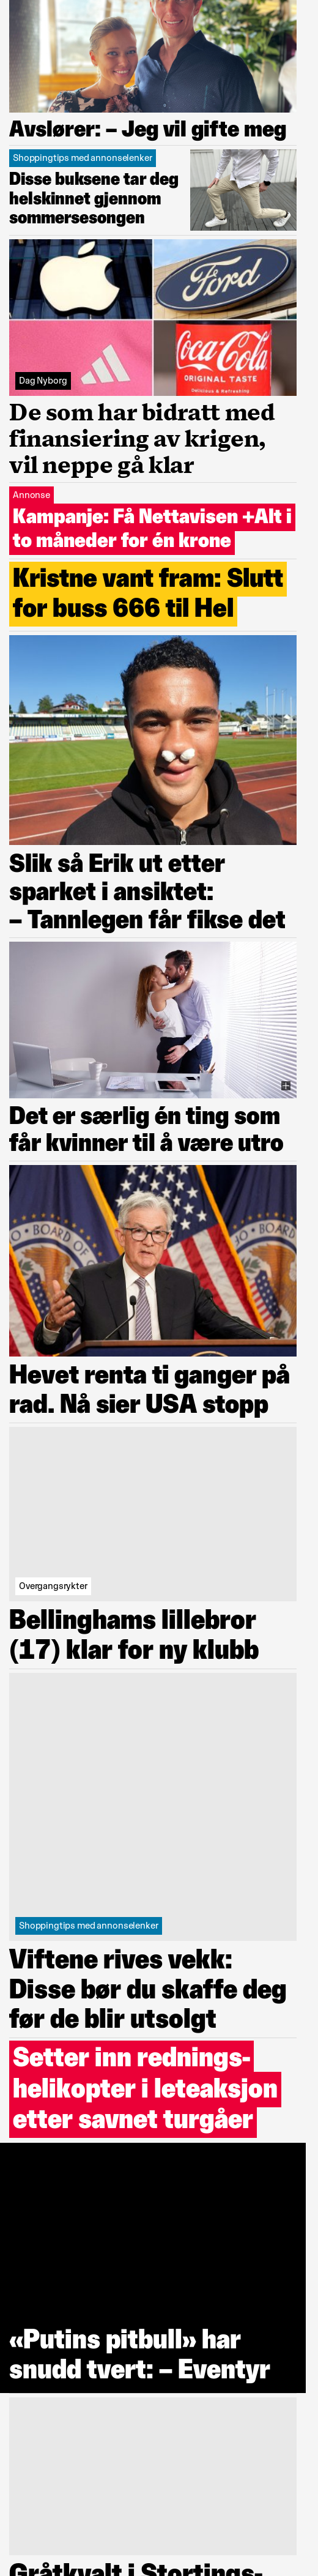 Avslører: – Jeg vil gifte meg
Shoppingtips med annonselenker
Disse buksene tar deg
helskinnet gjennom
sommersesongen
Ford
Coca-Cola
ORIGINAL TASTE
Delicious & Refreshing
Dag Nyborg
De som har bidratt med
finansiering av krigen,
vil neppe gå klar
Annonse
Kampanje: Få Nettavisen +Alt i
to måneder for én krone
Kristne vant fram: Slutt
for buss 666 til Hel
Slik så Erik ut etter
sparket i ansiktet:
– Tannlegen får fikse det
Det er særlig én ting som
får kvinner til å være utro
Hevet renta ti ganger på
rad. Nå sier USA stopp
Overgangsrykter
Bellinghams lillebror
(17) klar for ny klubb
Shoppingtips med annonselenker
Viftene rives vekk:
Disse bør du skaffe deg
før de blir utsolgt
Setter inn rednings-
helikopter i leteaksjon
etter savnet turgåer
«Putins pitbull» har
snudd tvert: – Eventyr
Gråtkvalt i Stortings-